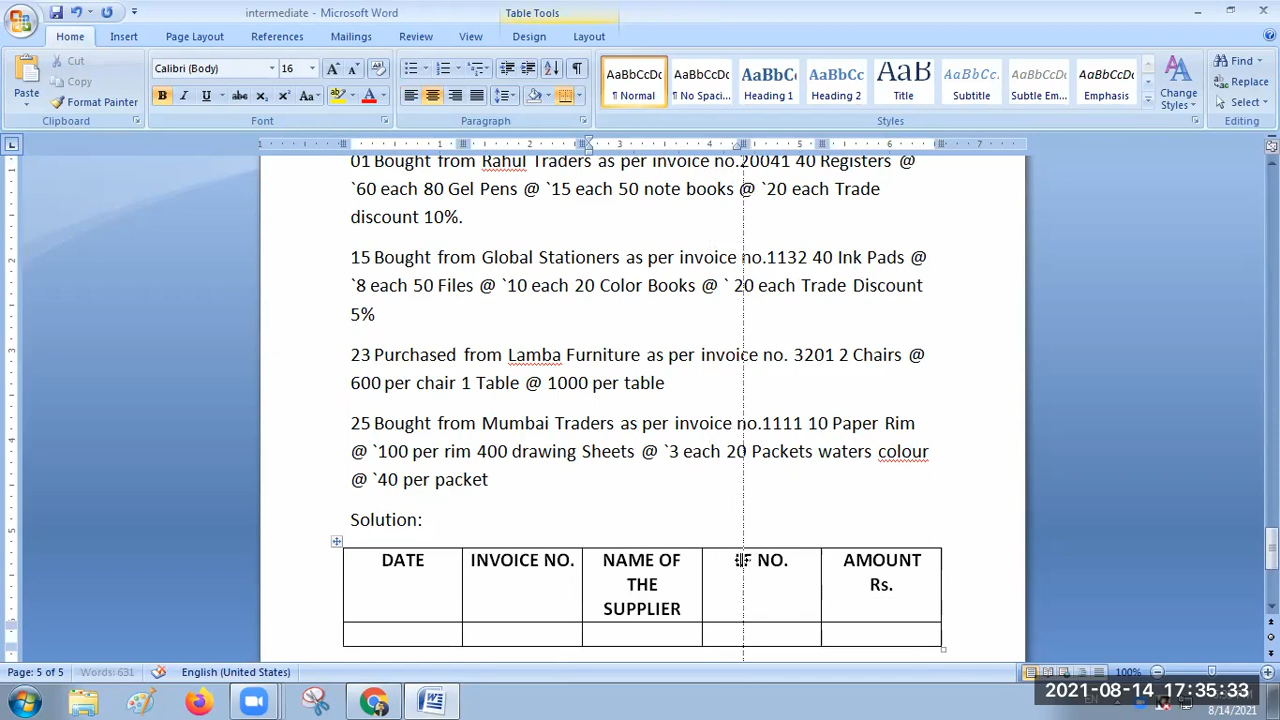 intermediate - Microsoft Word
Table Tools
Home Insert Page Layout References Mailings Review View Design Layout
Cut
Copy
Format Painter
Paste
Clipboard
Calibri (Body) 16
Font
Paragraph
AaBbCcDc AaBbCcDc AaBbC AaBbCc AaB AaBbCc. AaBbCcDc AaBbCcDc
¶ Normal ¶ No Spaci... Heading 1 Heading 2 Title Subtitle Subtle Em... Emphasis
Change Styles
Styles
Find
Replace
Select
Editing
01 Bought from Rahul Traders as per invoice no.20041 40 Registers @
`60 each 80 Gel Pens @ `15 each 50 note books @ `20 each Trade
discount 10%.
15 Bought from Global Stationers as per invoice no.1132 40 Ink Pads @
`8 each 50 Files @ `10 each 20 Color Books @ ` 20 each Trade Discount
5%
23 Purchased from Lamba Furniture as per invoice no. 3201 2 Chairs @
600 per chair 1 Table @ 1000 per table
25 Bought from Mumbai Traders as per invoice no.1111 10 Paper Rim
@ `100 per rim 400 drawing Sheets @ `3 each 20 Packets waters colour
@ `40 per packet
Solution:
DATE INVOICE NO. NAME OF THE SUPPLIER NO. AMOUNT Rs.
Page: 5 of 5 Words: 631 English (United States) 100%
2021-08-14 17:35:33
8/14/2021